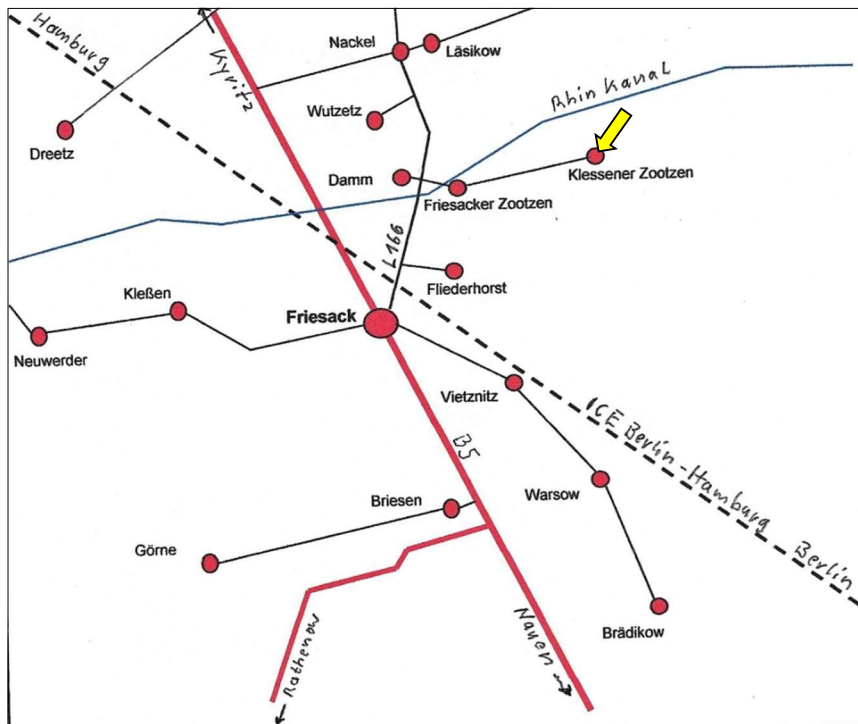 Hamburg
Kyritz
Nackel
Läsikow
Rhin Kanal
Wutzetz
Dreetz
Damm
Klessener Zootzen
Friesacker Zootzen
L166
Fliederhorst
Kleßen
Friesack
Neuwerder
Vietznitz
B5
ICE Berlin-Hamburg
Berlin
Briesen
Warsow
Görne
Brädikow
Rathenow
Nauen